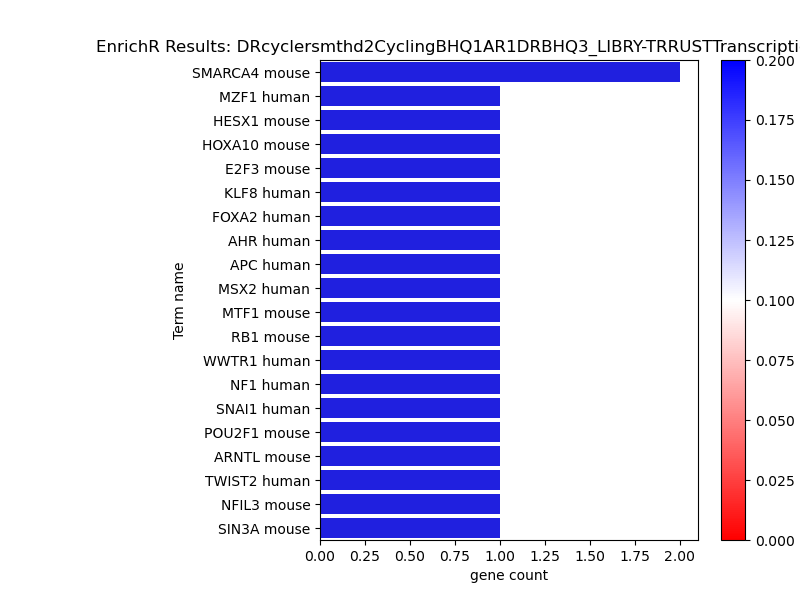 EnrichR Results: DRcyclersmthd2CyclingBHQ1AR1DRBHQ3_LIBRY-TRRUSTTranscripti
SMARCA4 mouse
MZF1 human
HESX1 mouse
HOXA10 mouse
E2F3 mouse
KLF8 human
FOXA2 human
AHR human
APC human
MSX2 human
MTF1 mouse
RB1 mouse
WWTR1 human
NF1 human
SNAI1 human
POU2F1 mouse
ARNTL mouse
TWIST2 human
NFIL3 mouse
SIN3A mouse
Term name
0.00 0.25 0.50 0.75 1.00 1.25 1.50 1.75 2.00
gene count
0.200
0.175
0.150
0.125
0.100
0.075
0.050
0.025
0.000